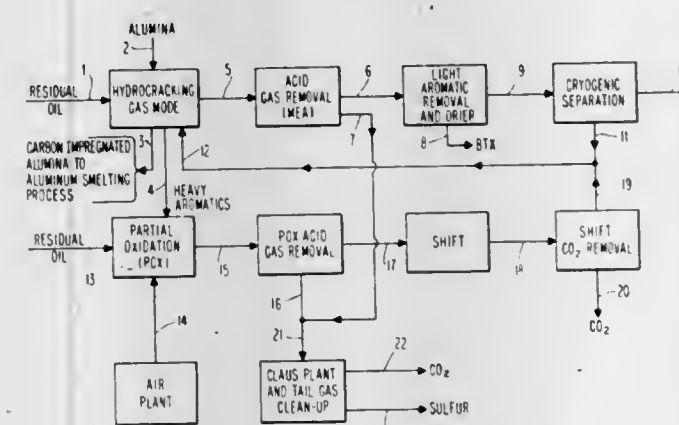 ALUMINA
2
1
RESIDUAL
OIL
HYDROCRACKING
GAS MODE
5
ACID
GAS REMOVAL
(MEA)
6
7
LIGHT
AROMATIC
REMOVAL
AND DRIER
8
BTX
9
CRYOGENIC
SEPARATION
11
CARBON IMPREGNATED
ALUMINA TO
ALUMINUM SMELTING
PROCESS
3
4
12
HEAVY
AROMATICS
19
RESIDUAL
OIL
13
PARTIAL
OXIDATION
(POX)
15
POX ACID
GAS REMOVAL
17
SHIFT
18
SHIFT
CO₂ REMOVAL
14
16
20
CO₂
21
AIR
PLANT
CLAUS PLANT
AND TAIL GAS
CLEAN-UP
22
CO₂
SULFUR